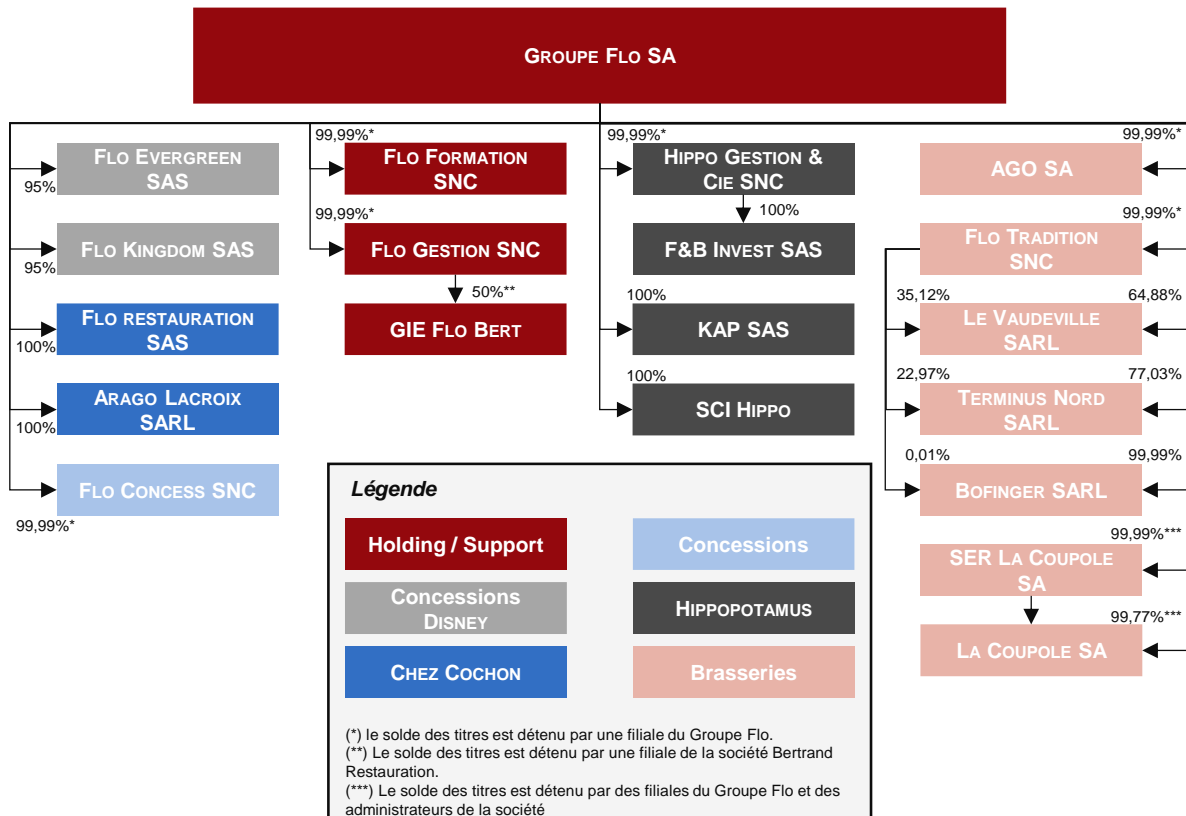 GROUPE FLO SA
99,99%*
99,99%*
99,99%*
FLO EVERGREEN
SAS
95%
FLO FORMATION
SNC
HIPPO GESTION &
CIE SNC
AGO SA
99,99%*
100%
99,99%*
FLO KINGDOM SAS
95%
FLO GESTION SNC
F&B INVEST SAS
FLO TRADITION
SNC
50%**
100%
35,12%
64,88%
FLO RESTAURATION
SAS
100%
GIE FLO BERT
KAP SAS
LE VAUDEVILLE
SARL
100%
22,97%
77,03%
ARAGO LACROIX
SARL
100%
SCI HIPPO
TERMINUS NORD
SARL
0,01%
99,99%
FLO CONCESS SNC
99,99%*
BOFINGER SARL
99,99%***
SER LA COUPOLE
SA
99,77%***
LA COUPOLE SA
Légende
Holding / Support
Concessions
Concessions
DISNEY
HIPPOPOTAMUS
CHEZ COCHON
Brasseries
(*) le solde des titres est détenu par une filiale du Groupe Flo.
(**) Le solde des titres est détenu par une filiale de la société Bertrand
Restauration.
(***) Le solde des titres est détenu par des filiales du Groupe Flo et des
administrateurs de la société